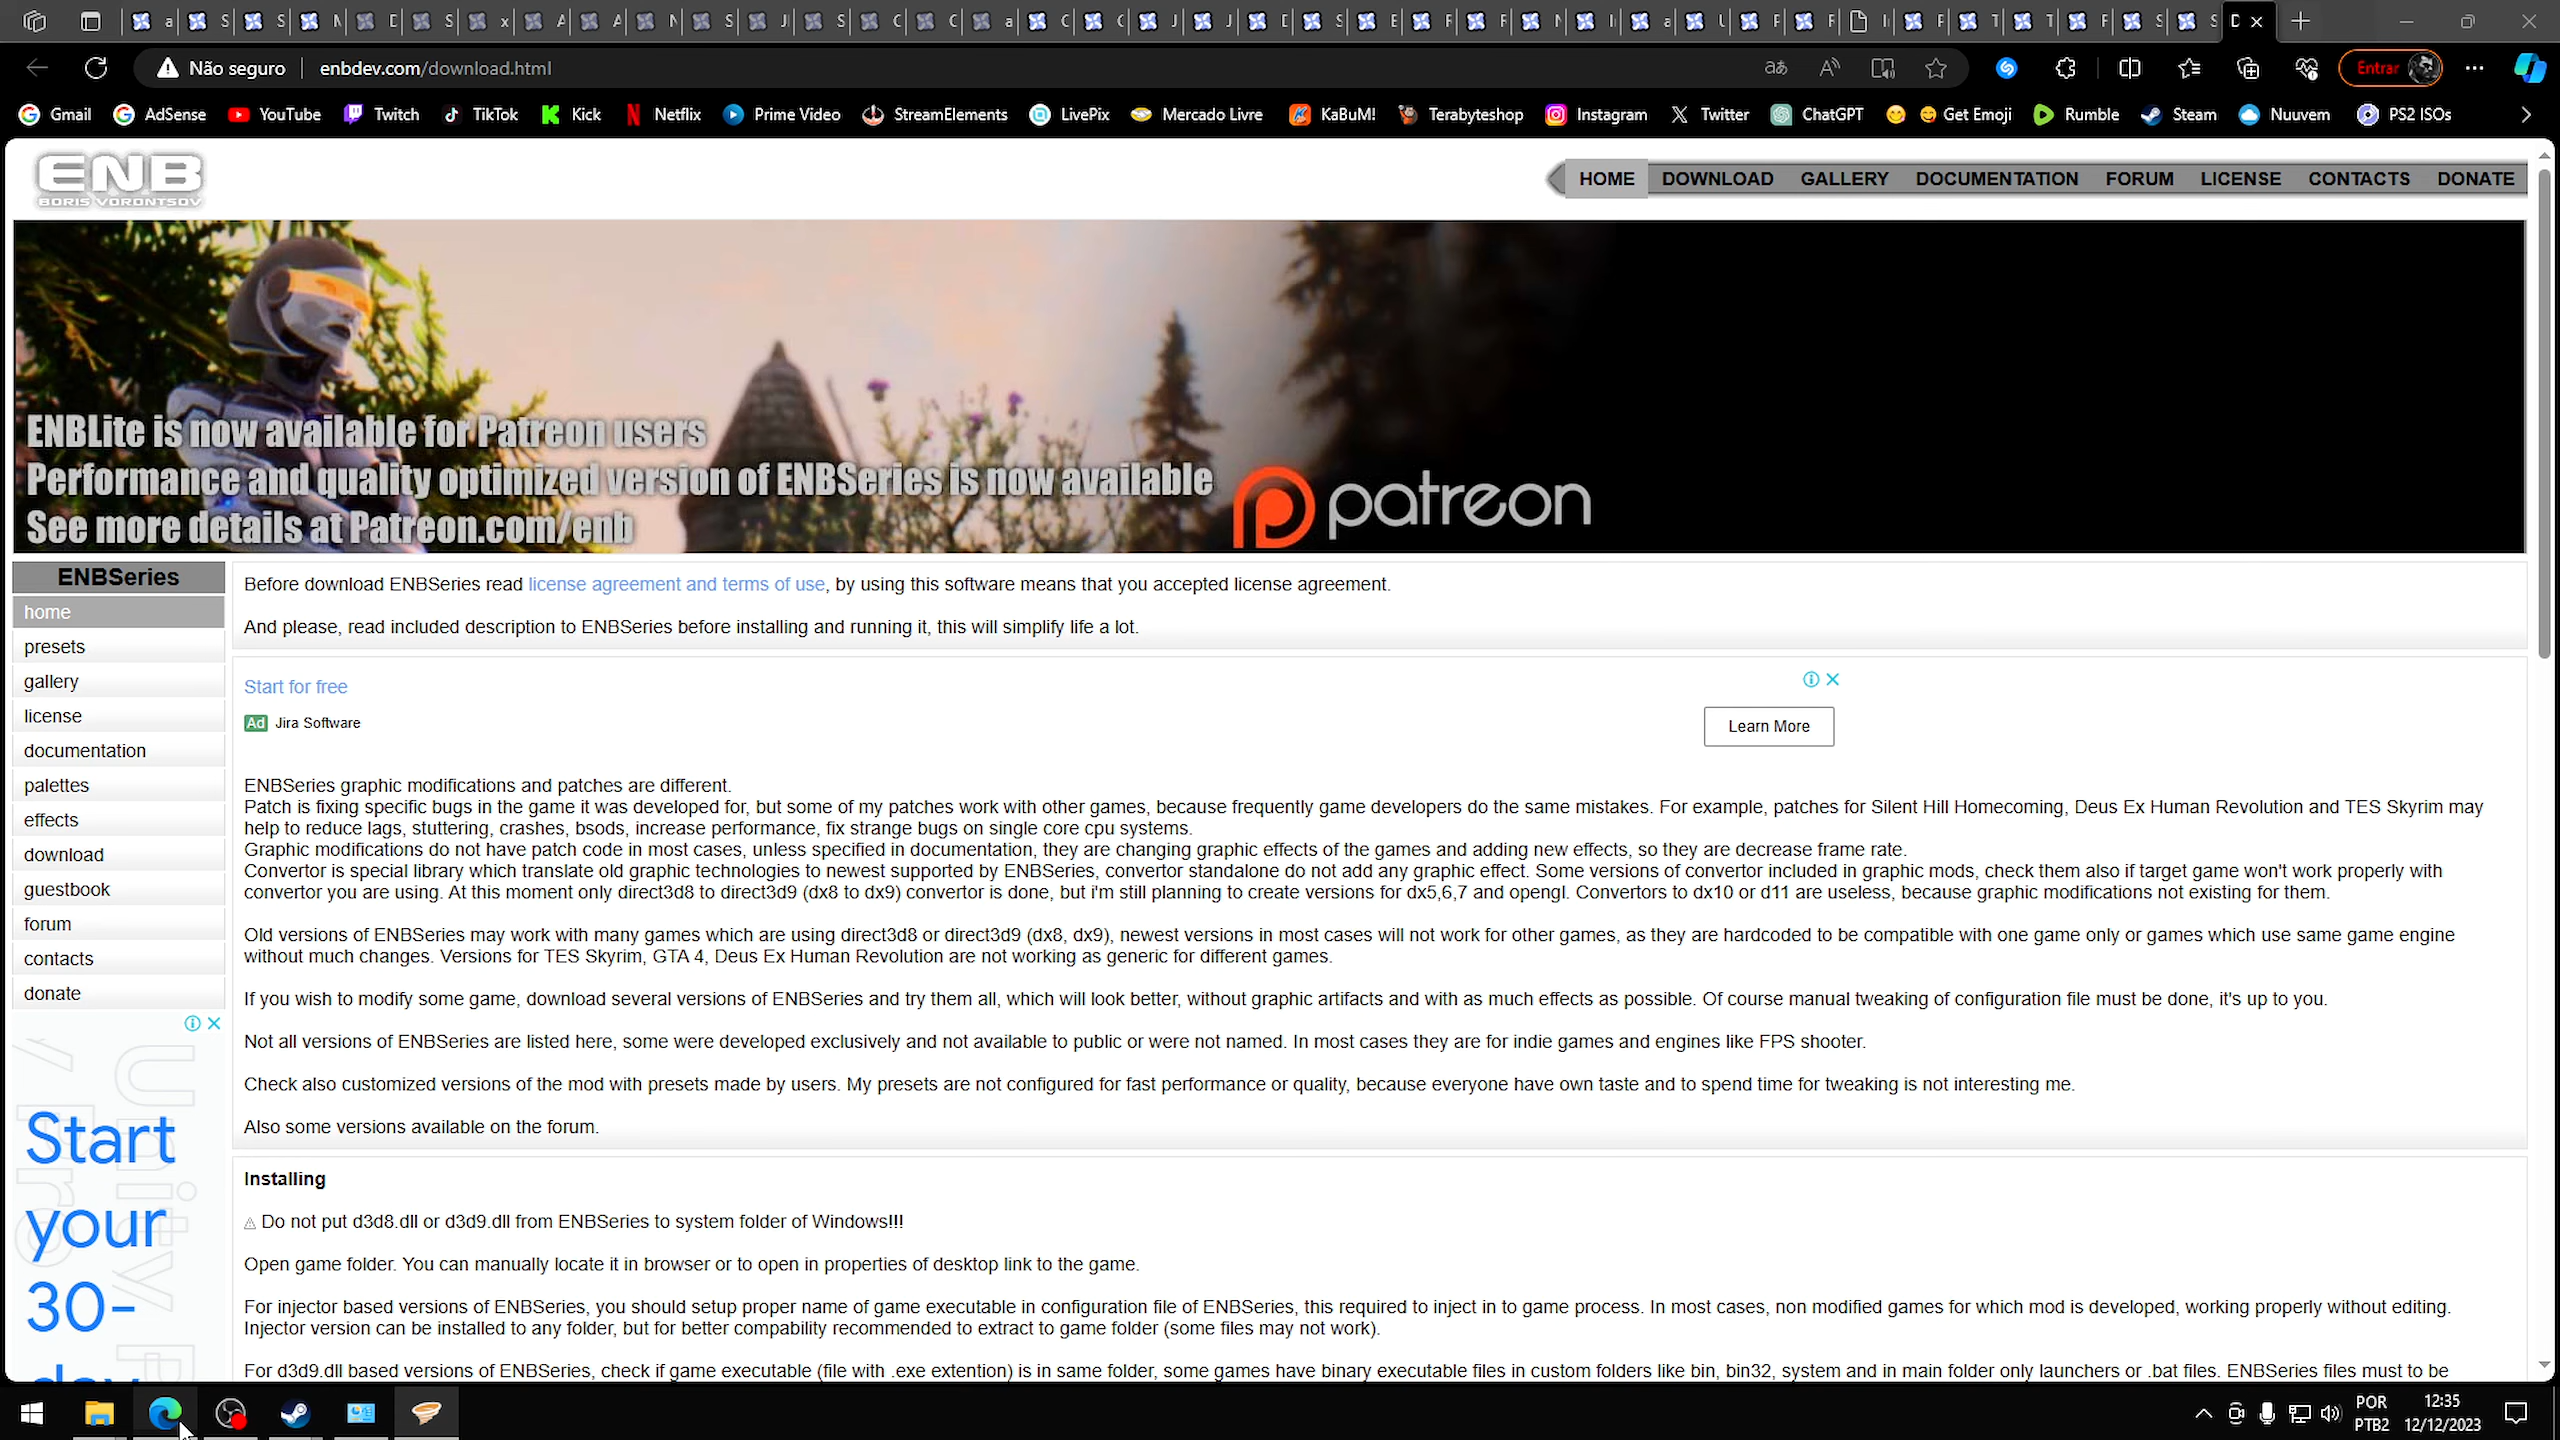 Não seguro
enbdev.com/download.html
Entrar
Gmail
AdSense
YouTube
Twitch
TikTok
Kick
Netflix
Prime Video
StreamElements
LivePix
Mercado Livre
KaBuM!
Terabyteshop
Instagram
Twitter
ChatGPT
Get Emoji
Rumble
Steam
Nuuvem
PS2 ISOs
ENB
BORIS VORONTSOV
HOME DOWNLOAD GALLERY DOCUMENTATION FORUM LICENSE CONTACTS DONATE
ENBLite is now available for Patreon users
Performance and quality optimized version of ENBSeries is now available
See more details at Patreon.com/enb
patreon
ENBSeries
home
presets
gallery
license
documentation
palettes
effects
download
guestbook
forum
contacts
donate
Start
your
30-
Before download ENBSeries read license agreement and terms of use, by using this software means that you accepted license agreement.
And please, read included description to ENBSeries before installing and running it, this will simplify life a lot.
Start for free
Ad Jira Software
Learn More
ENBSeries graphic modifications and patches are different.
Patch is fixing specific bugs in the game it was developed for, but some of my patches work with other games, because frequently game developers do the same mistakes. For example, patches for Silent Hill Homecoming, Deus Ex Human Revolution and TES Skyrim may
help to reduce lags, stuttering, crashes, bsods, increase performance, fix strange bugs on single core cpu systems.
Graphic modifications do not have patch code in most cases, unless specified in documentation, they are changing graphic effects of the games and adding new effects, so they are decrease frame rate.
Convertor is special library which translate old graphic technologies to newest supported by ENBSeries, convertor standalone do not add any graphic effect. Some versions of convertor included in graphic mods, check them also if target game won't work properly with
convertor you are using. At this moment only direct3d8 to direct3d9 (dx8 to dx9) convertor is done, but i'm still planning to create versions for dx5,6,7 and opengl. Convertors to dx10 or d11 are useless, because graphic modifications not existing for them.
Old versions of ENBSeries may work with many games which are using direct3d8 or direct3d9 (dx8, dx9), newest versions in most cases will not work for other games, as they are hardcoded to be compatible with one game only or games which use same game engine
without much changes. Versions for TES Skyrim, GTA 4, Deus Ex Human Revolution are not working as generic for different games.
If you wish to modify some game, download several versions of ENBSeries and try them all, which will look better, without graphic artifacts and with as much effects as possible. Of course manual tweaking of configuration file must be done, it's up to you.
Not all versions of ENBSeries are listed here, some were developed exclusively and not available to public or were not named. In most cases they are for indie games and engines like FPS shooter.
Check also customized versions of the mod with presets made by users. My presets are not configured for fast performance or quality, because everyone have own taste and to spend time for tweaking is not interesting me.
Also some versions available on the forum.
Installing
⚠ Do not put d3d8.dll or d3d9.dll from ENBSeries to system folder of Windows!!!
Open game folder. You can manually locate it in browser or to open in properties of desktop link to the game.
For injector based versions of ENBSeries, you should setup proper name of game executable in configuration file of ENBSeries, this required to inject in to game process. In most cases, non modified games for which mod is developed, working properly without editing.
Injector version can be installed to any folder, but for better compability recommended to extract to game folder (some files may not work).
For d3d9.dll based versions of ENBSeries, check if game executable (file with .exe extention) is in same folder, some games have binary executable files in custom folders like bin, bin32, system and in main folder only launchers or .bat files. ENBSeries files must to be
POR
PTB2
12:35
12/12/2023